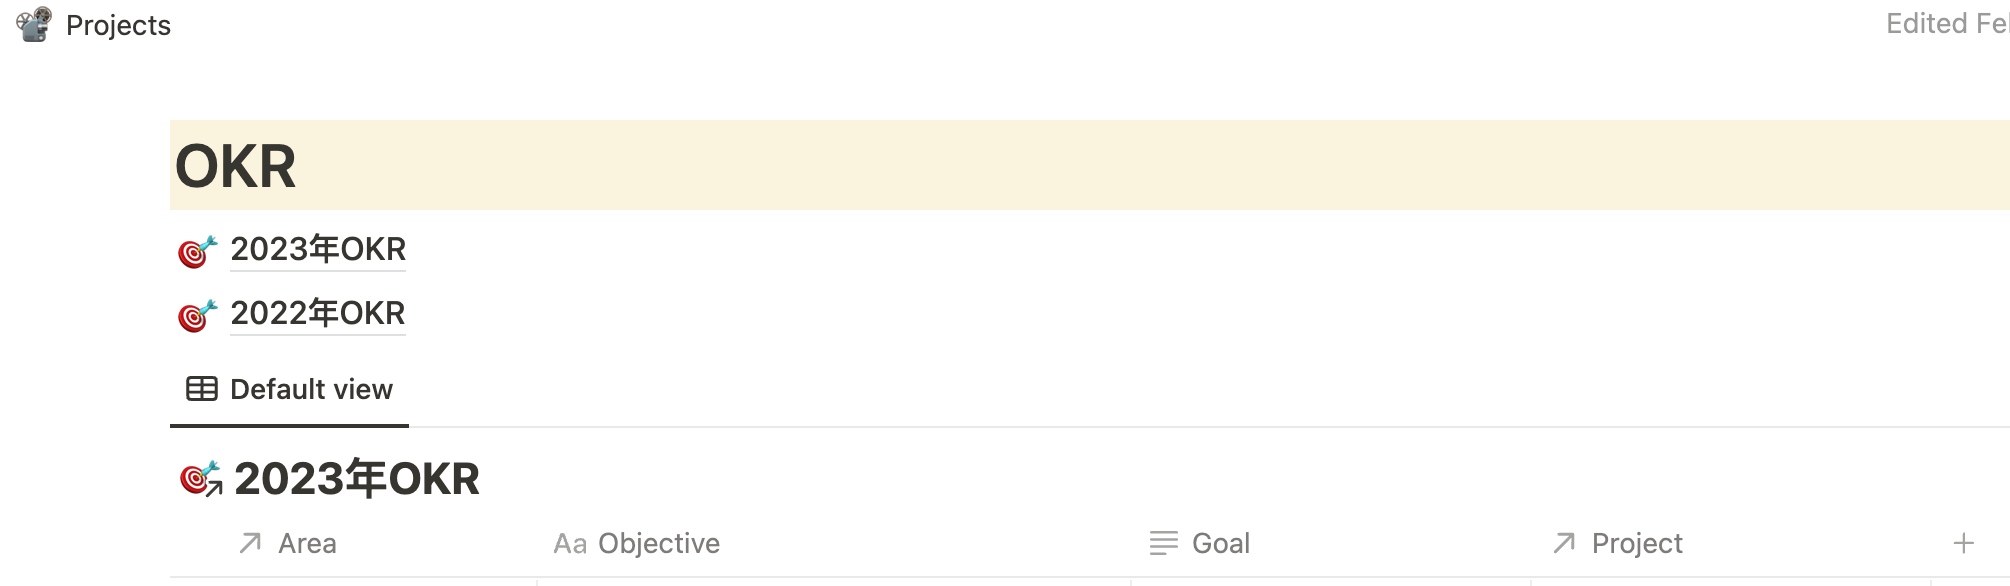 Projects Edited
OKR
2023年OKR
2022年OKR
Default view
2023年OKR
Area Aa Objective Goal Project